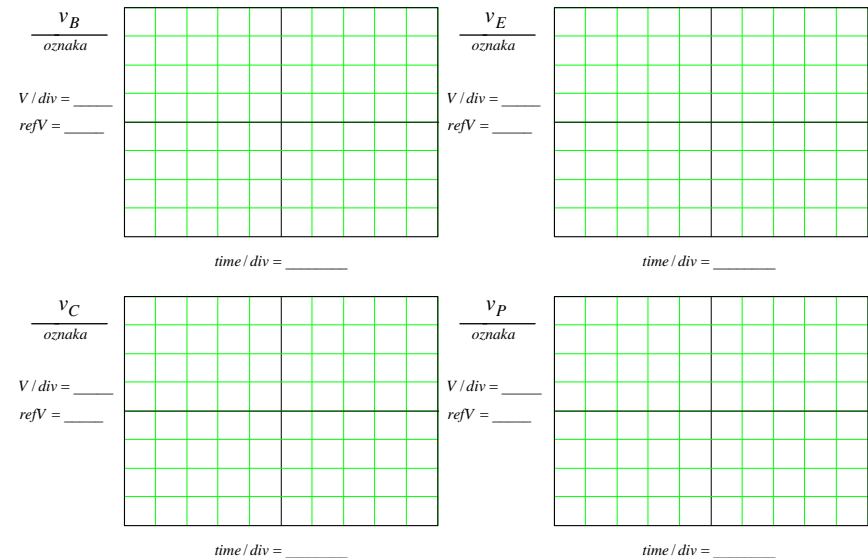 v_B
oznaka
V / div = _____
refV = _____
time / div = ________
v_E
oznaka
V / div = _____
refV = _____
time / div = ________
v_C
oznaka
V / div = _____
refV = _____
time / div = ________
v_P
oznaka
V / div = _____
refV = _____
time / div = ________